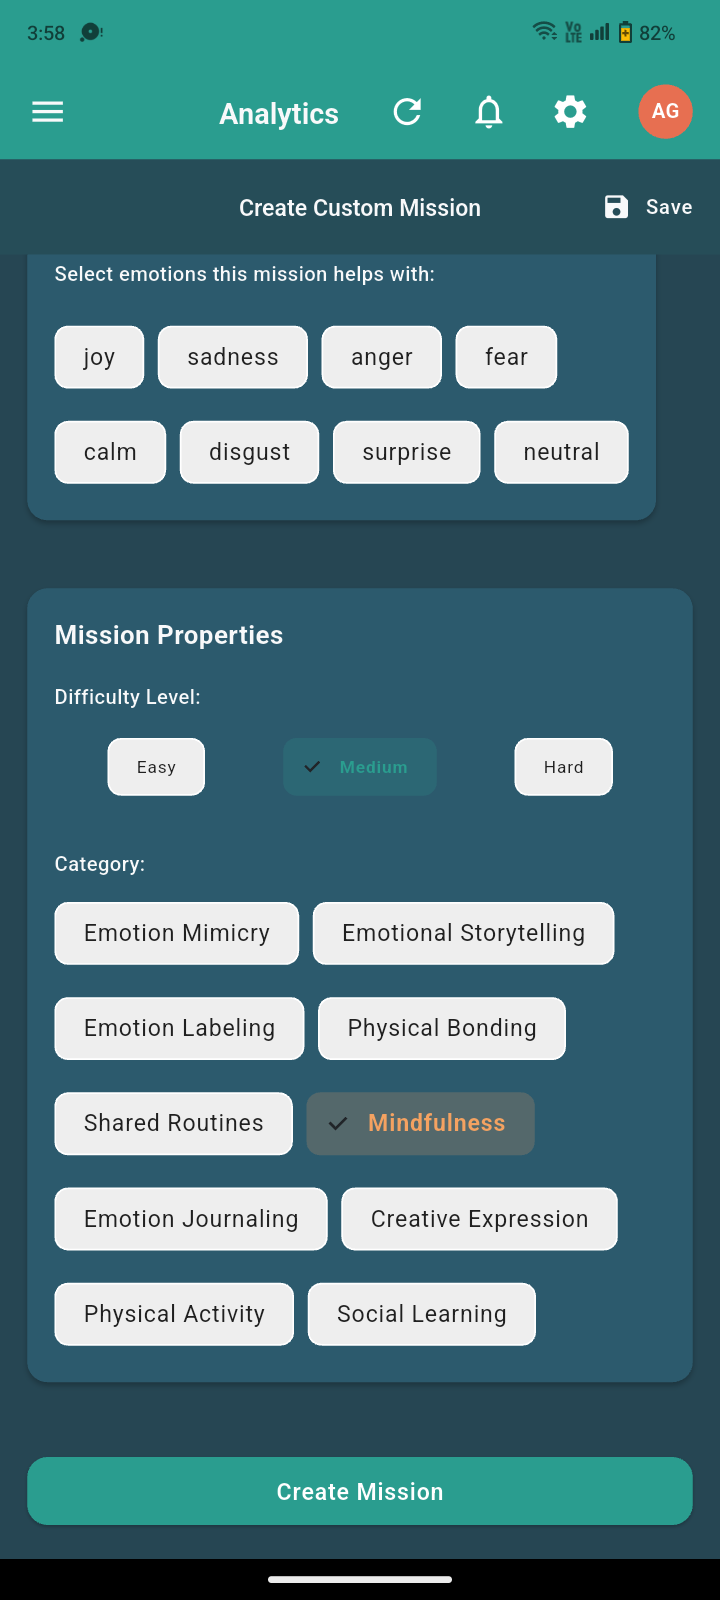 3:58 Vo LTE 82%
Analytics AG
Create Custom Mission Save
Select emotions this mission helps with:
joy sadness anger fear
calm disgust surprise neutral
Mission Properties
Difficulty Level:
Easy Medium Hard
Category:
Emotion Mimicry Emotional Storytelling
Emotion Labeling Physical Bonding
Shared Routines Mindfulness
Emotion Journaling Creative Expression
Physical Activity Social Learning
Create Mission